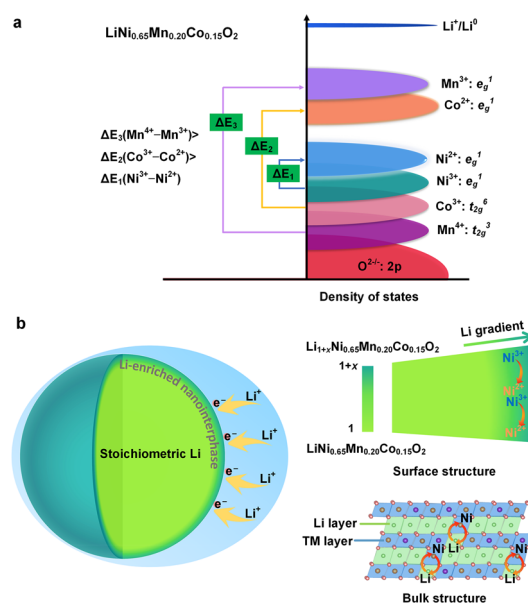 a
LiNi0.65Mn0.20Co0.15O2
Li⁺/Li⁰
Mn³⁺: eg¹
Co²⁺: eg¹
ΔE3
ΔE2
ΔE1
ΔE3(Mn⁴⁺–Mn³⁺)>
ΔE2(Co³⁺–Co²⁺)>
ΔE1(Ni³⁺–Ni²⁺)
Ni²⁺: eg¹
Ni³⁺: eg¹
Co³⁺: t2g⁶
Mn⁴⁺: t2g³
O²⁻/⁻: 2p
Density of states
b
Li-enriched nanointerphase
Stoichiometric Li
e⁻
Li⁺
e⁻
Li⁺
e⁻
Li⁺
e⁻
Li⁺
Li gradient
Li1+xNi0.65Mn0.20Co0.15O2
1+x
1
Ni³⁺
Ni²⁺
Ni³⁺
Ni²⁺
LiNi0.65Mn0.20Co0.15O2
Surface structure
Li layer
TM layer
Ni
Li
Ni
Li
Ni
Li
Bulk structure